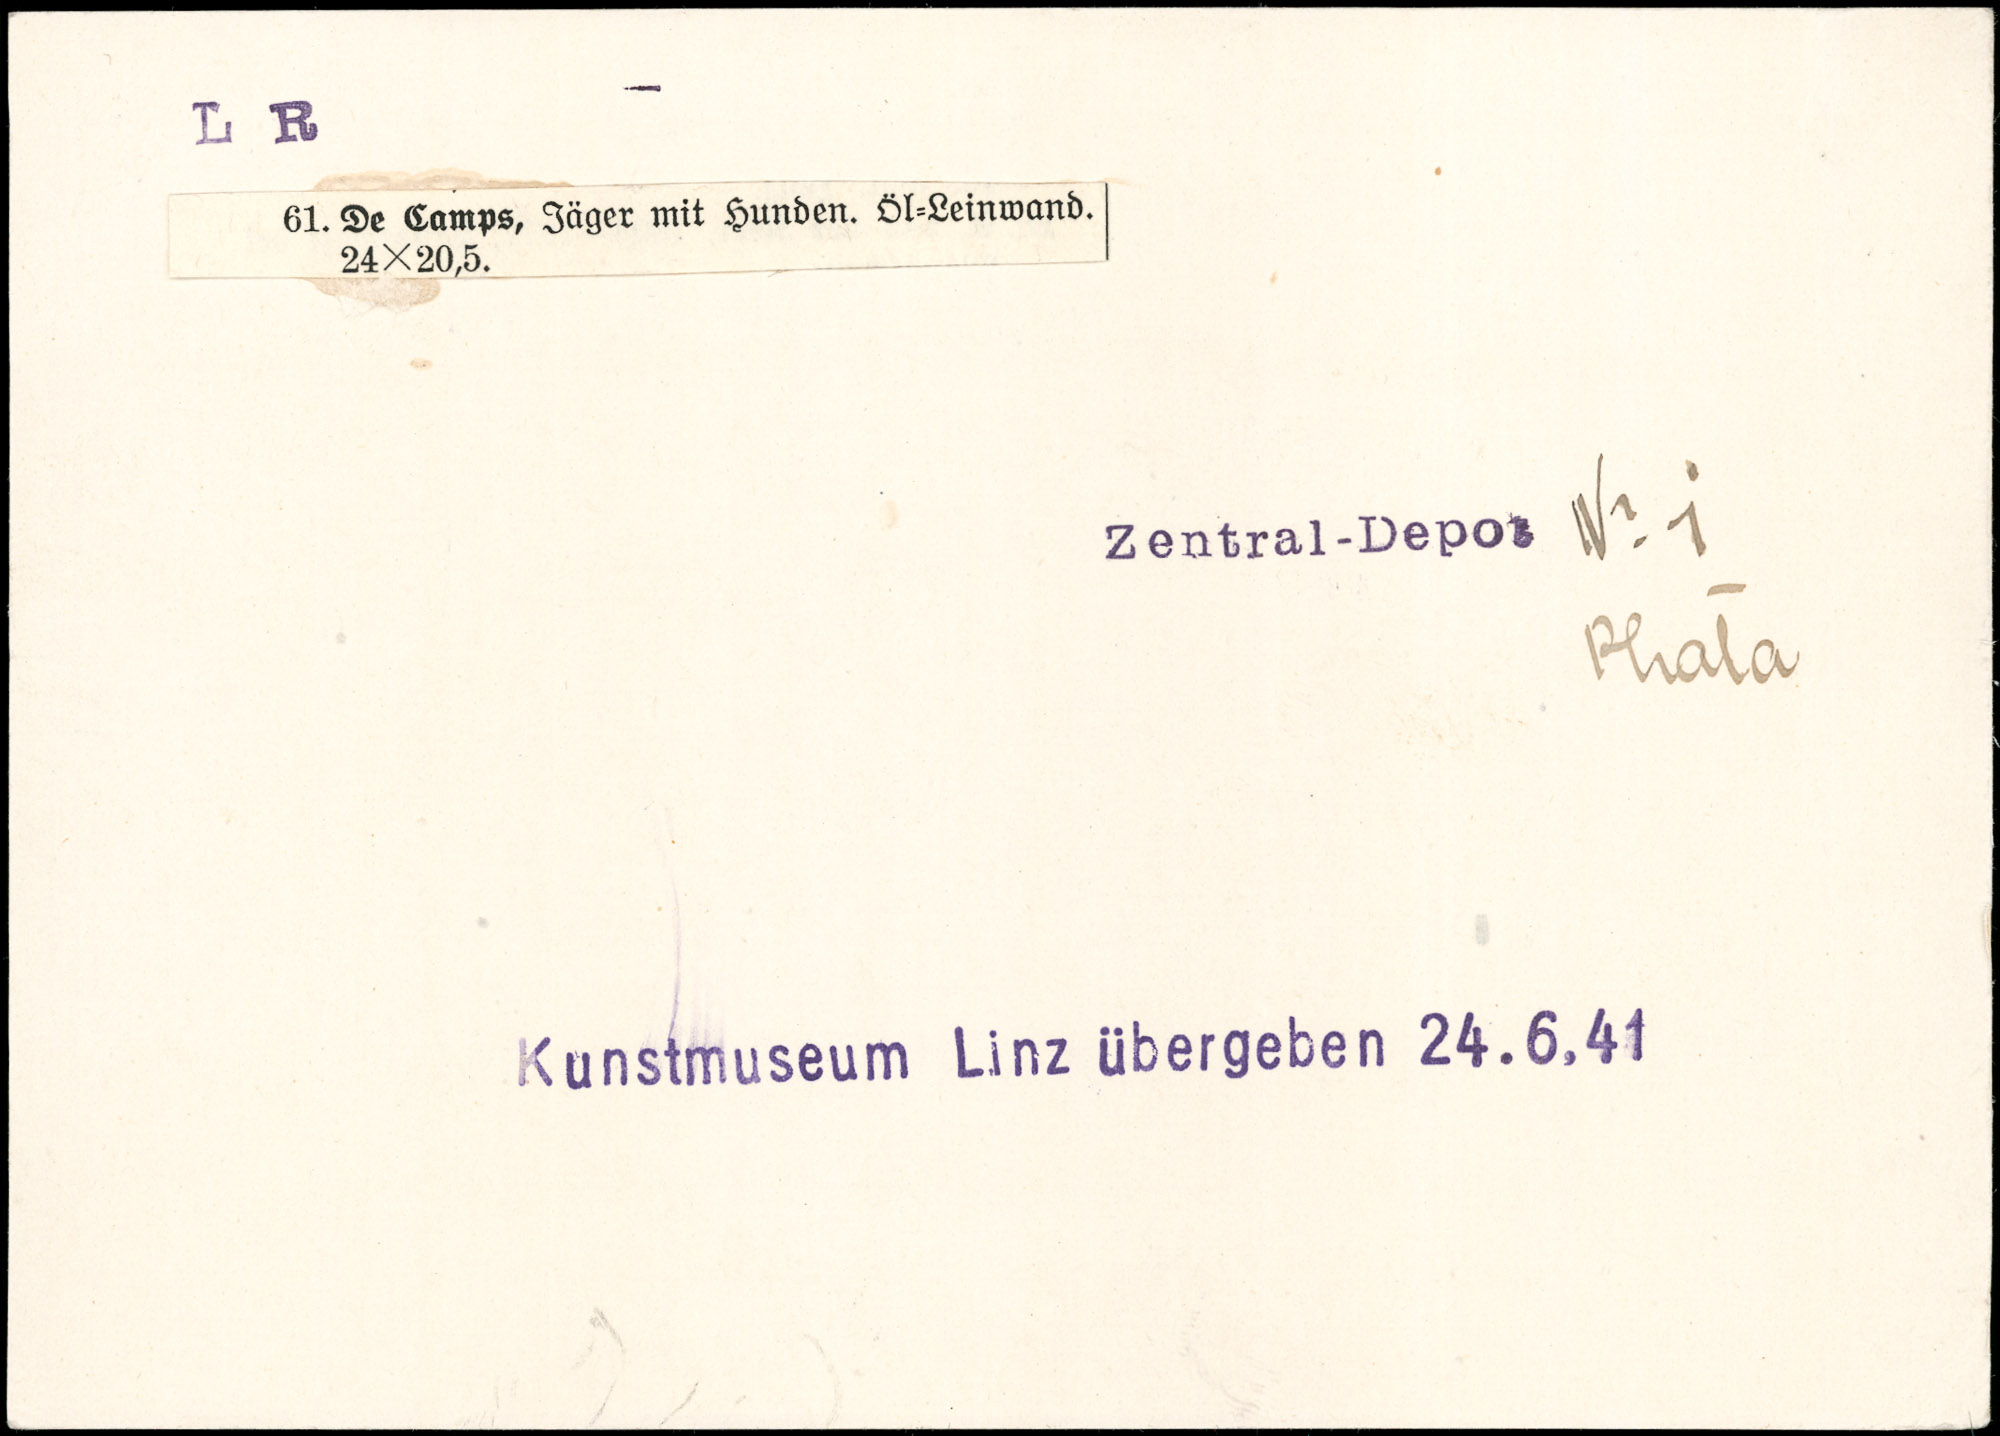 L R -
61. De Camps, Jäger mit Hunden. Öl-Leinwand.
24×20,5.
Zentral-Depot Nr. 1
Kunstmuseum Linz übergeben 24.6.41